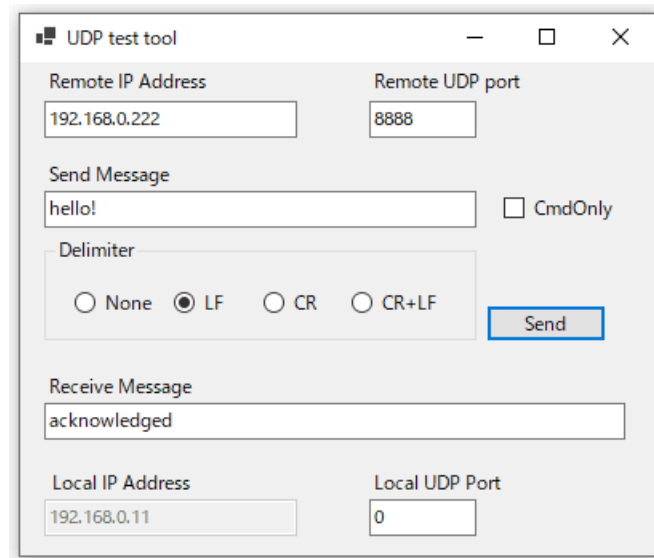 UDP test tool
Remote IP Address Remote UDP port
192.168.0.222 8888
Send Message
hello! CmdOnly
Delimiter
None LF CR CR+LF
Send
Receive Message
acknowledged
Local IP Address Local UDP Port
192.168.0.11 0